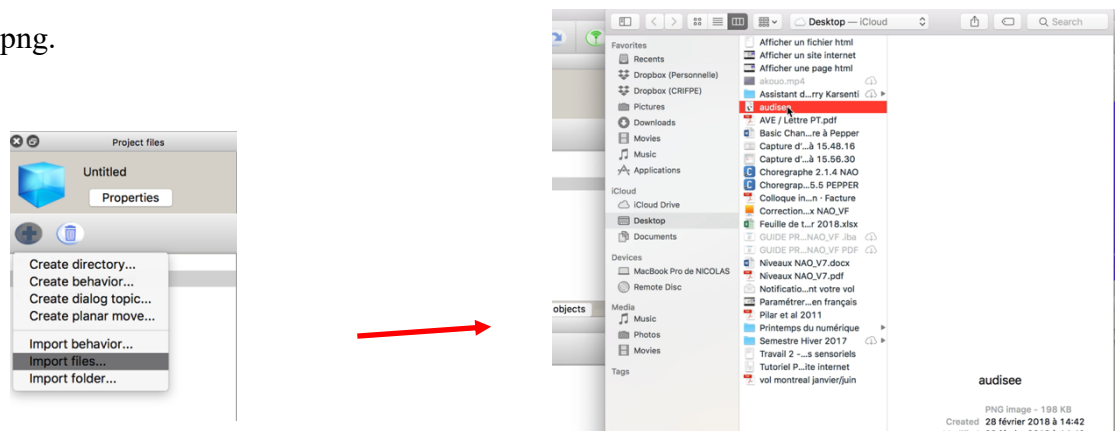 png.
Project files
Untitled
Properties
Create directory...
Create behavior...
Create dialog topic...
Create planar move...
Import behavior...
Import files...
Import folder...
objects
Desktop — iCloud
Search
Favorites
Recents
Dropbox (Personnelle)
Dropbox (CRIFPE)
Pictures
Downloads
Movies
Music
Applications
iCloud
iCloud Drive
Desktop
Documents
Devices
MacBook Pro de NICOLAS
Remote Disc
Media
Music
Photos
Movies
Tags
Afficher un fichier html
Afficher un site internet
Afficher une page html
akouo.mp4
Assistant d...rry Karsenti
audisee
AVE / Lettre PT.pdf
Basic Chan...re à Pepper
Capture d'...à 15.48.16
Capture d'...à 15.56.30
Choregraphe 2.1.4 NAO
Choregrap...5.5 PEPPER
Colloque in...n - Facture
Correction...x NAO_VF
Feuille de t...r 2018.xlsx
GUIDE PR...NAO_VF .iba
GUIDE PR...NAO_VF PDF
Niveaux NAO_V7.docx
Niveaux NAO_V7.pdf
Notificatio...nt votre vol
Paramétrer...en français
Pilar et al 2011
Printemps du numérique
Semestre Hiver 2017
Travail 2 -...s sensoriels
Tutoriel P...ite internet
vol montreal janvier/juin
audisee
PNG image - 198 KB
Created 28 février 2018 à 14:42